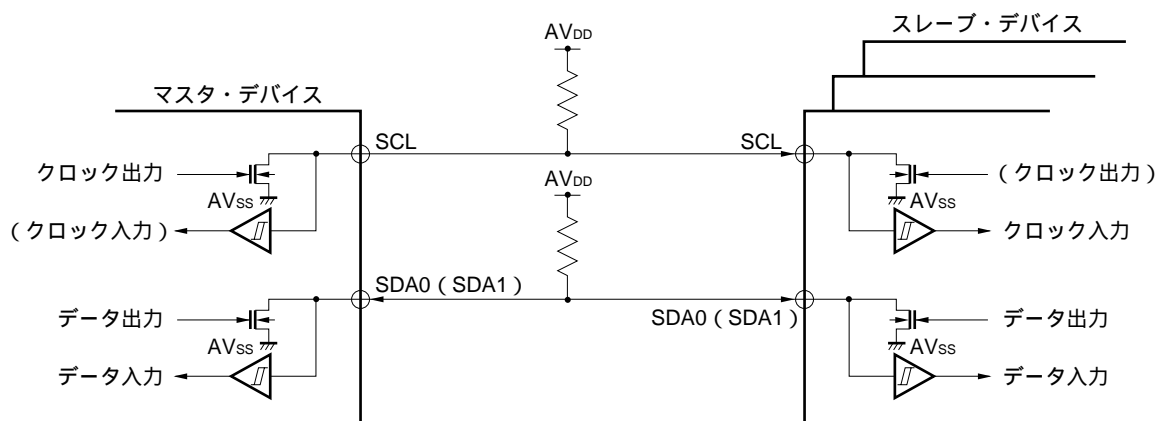 スレーブ・デバイス
AVDD
マスタ・デバイス
SCL
SCL
クロック出力
(クロック出力)
AVSS
AVSS
AVDD
(クロック入力)
クロック入力
SDA0(SDA1)
SDA0(SDA1)
データ出力
データ出力
AVSS
AVSS
データ入力
データ入力